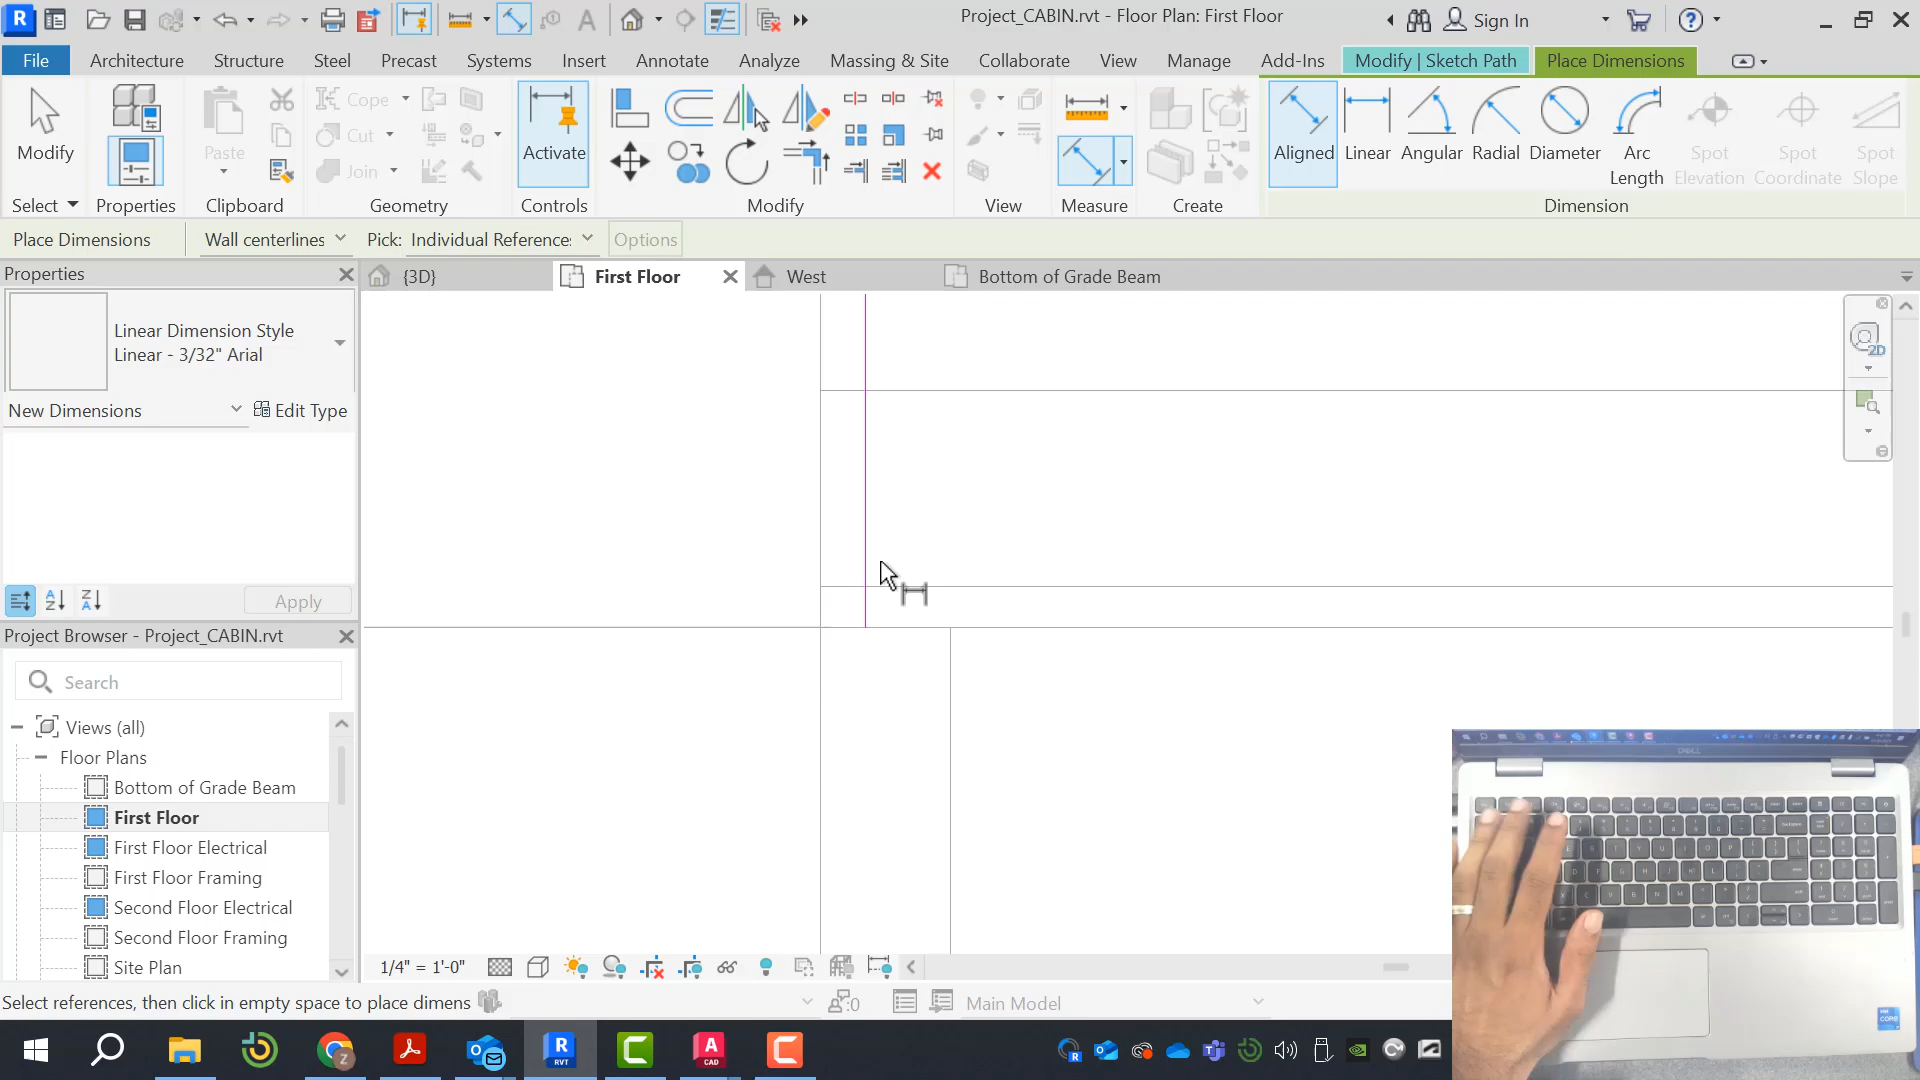 Project_CABIN.rvt - Floor Plan: First Floor
Sign In
File Architecture Structure Steel Precast Systems Insert Annotate Analyze Massing & Site Collaborate View Manage Add-Ins Modify | Sketch Path Place Dimensions
Modify
Paste
Cope
Cut
Join
Activate
Aligned Linear Angular Radial Diameter Arc Length Spot Elevation Spot Coordinate Spot Slope
Select Properties Clipboard Geometry Controls Modify View Measure Create Dimension
Place Dimensions Wall centerlines Pick: Individual References Options
Properties
{3D} First Floor West Bottom of Grade Beam
2D
Linear Dimension Style
Linear - 3/32" Arial
New Dimensions Edit Type
Apply
Project Browser - Project_CABIN.rvt
Search
Views (all)
Floor Plans
Bottom of Grade Beam
First Floor
First Floor Electrical
First Floor Framing
Second Floor Electrical
Second Floor Framing
Site Plan
1/4" = 1'-0"
Select references, then click in empty space to place dimens
:0
Main Model